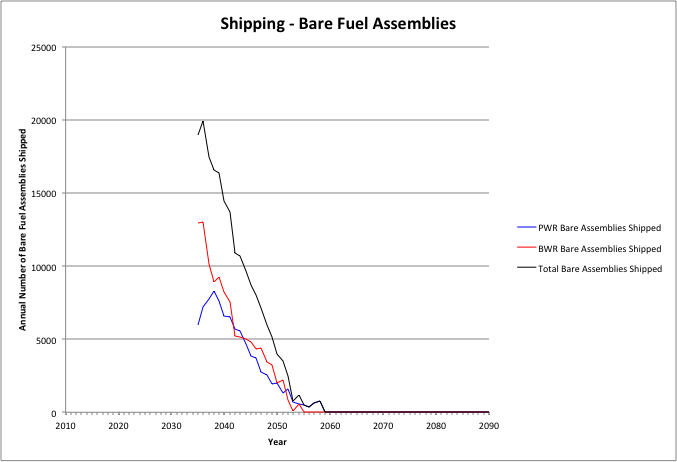 Shipping - Bare Fuel Assemblies
25000
20000
15000
10000
5000
0
Annual Number of Bare Fuel Assemblies Shipped
2010 2020 2030 2040 2050 2060 2070 2080 2090
Year
PWR Bare Assemblies Shipped
BWR Bare Assemblies Shipped
Total Bare Assemblies Shipped